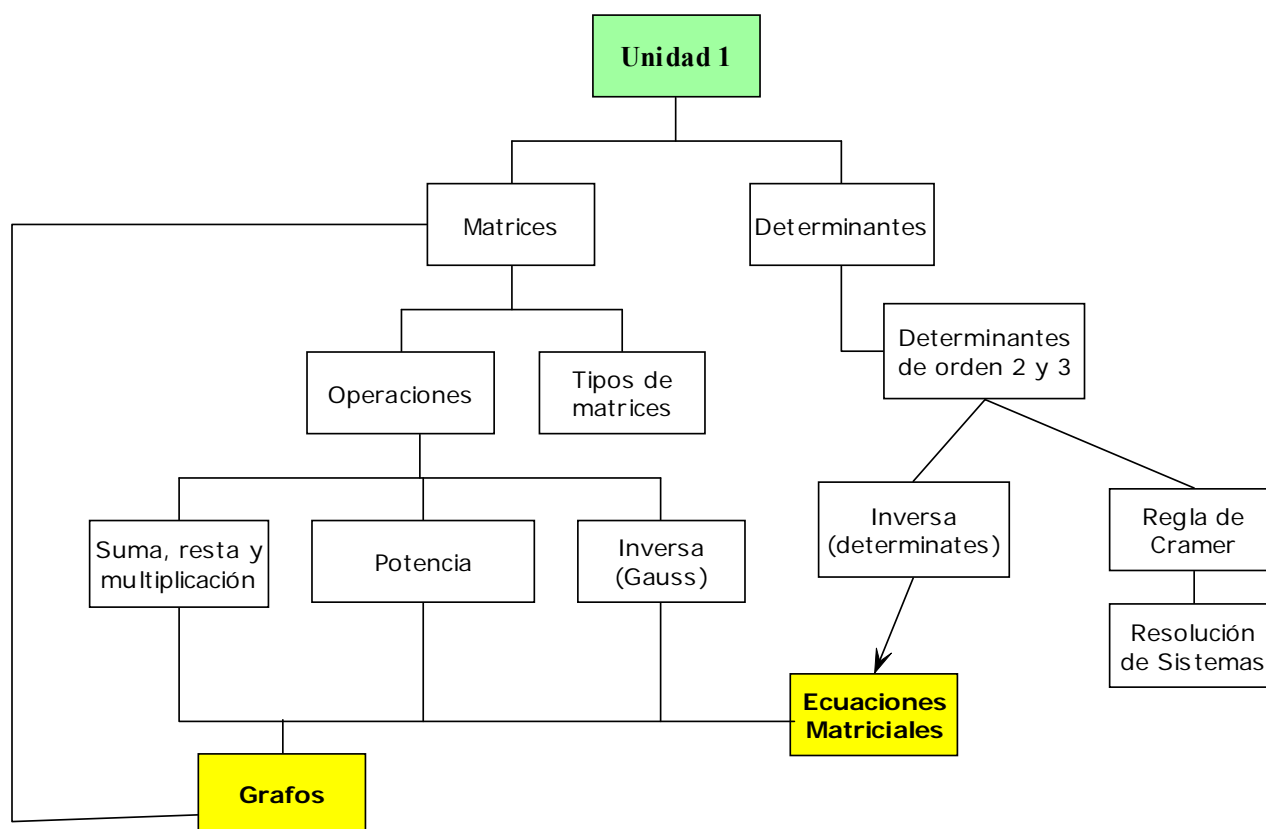 Unidad 1
Matrices
Determinantes
Determinantes
de orden 2 y 3
Operaciones
Tipos de
matrices
Suma, resta y
multiplicación
Potencia
Inversa
(Gauss)
Inversa
(determinates)
Regla de
Cramer
Resolución
de Sistemas
Ecuaciones
Matriciales
Grafos